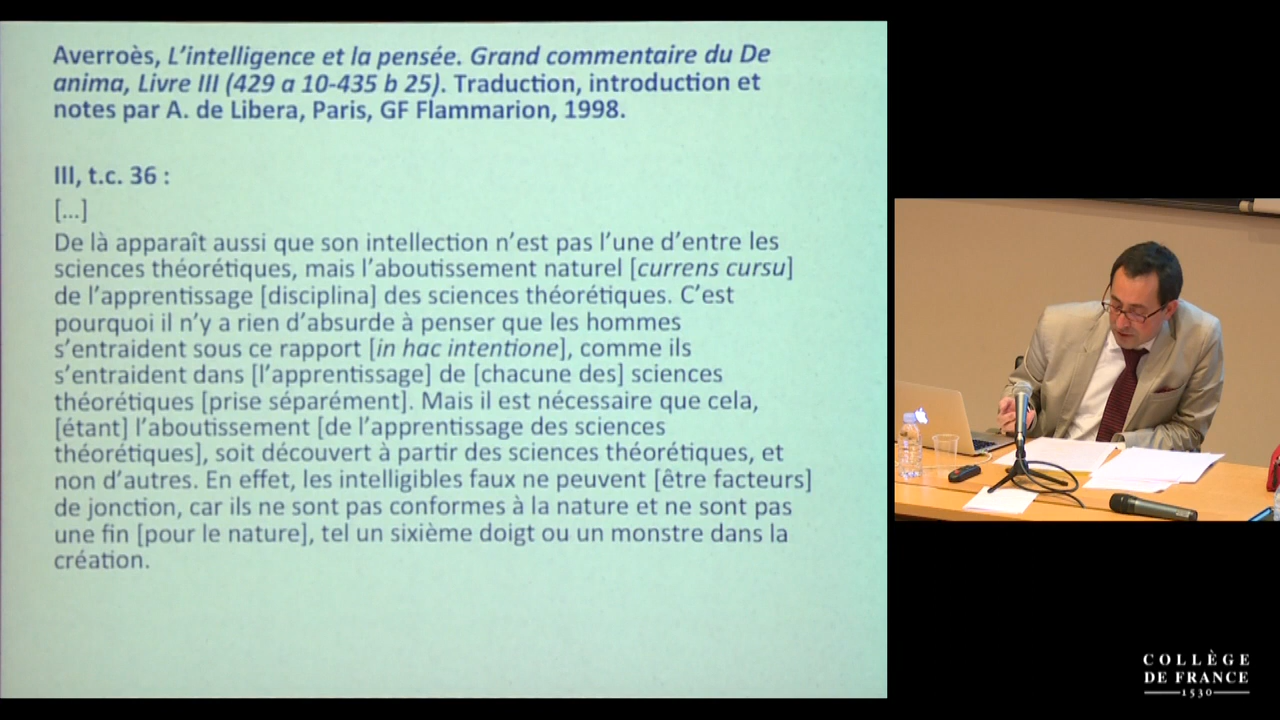 Averroès, L'intelligence et la pensée. Grand commentaire du De
anima, Livre III (429 a 10-435 b 25). Traduction, introduction et
notes par A. de Libera, Paris, GF Flammarion, 1998.
III, t.c. 36 :
[...]
De là apparaît aussi que son intellection n'est pas l'une d'entre les
sciences théorétiques, mais l'aboutissement naturel [currens cursu]
de l'apprentissage [disciplina] des sciences théorétiques. C'est
pourquoi il n'y a rien d'absurde à penser que les hommes
s'entraident sous ce rapport [in hac intentione], comme ils
s'entraident dans [l'apprentissage] de [chacune des] sciences
théorétiques [prise séparément]. Mais il est nécessaire que cela,
[étant] l'aboutissement [de l'apprentissage des sciences
théorétiques], soit découvert à partir des sciences théorétiques, et
non d'autres. En effet, les intelligibles faux ne peuvent [être facteurs]
de jonction, car ils ne sont pas conformes à la nature et ne sont pas
une fin [pour le nature], tel un sixième doigt ou un monstre dans la
création.
COLLÈGE
DE FRANCE
1530